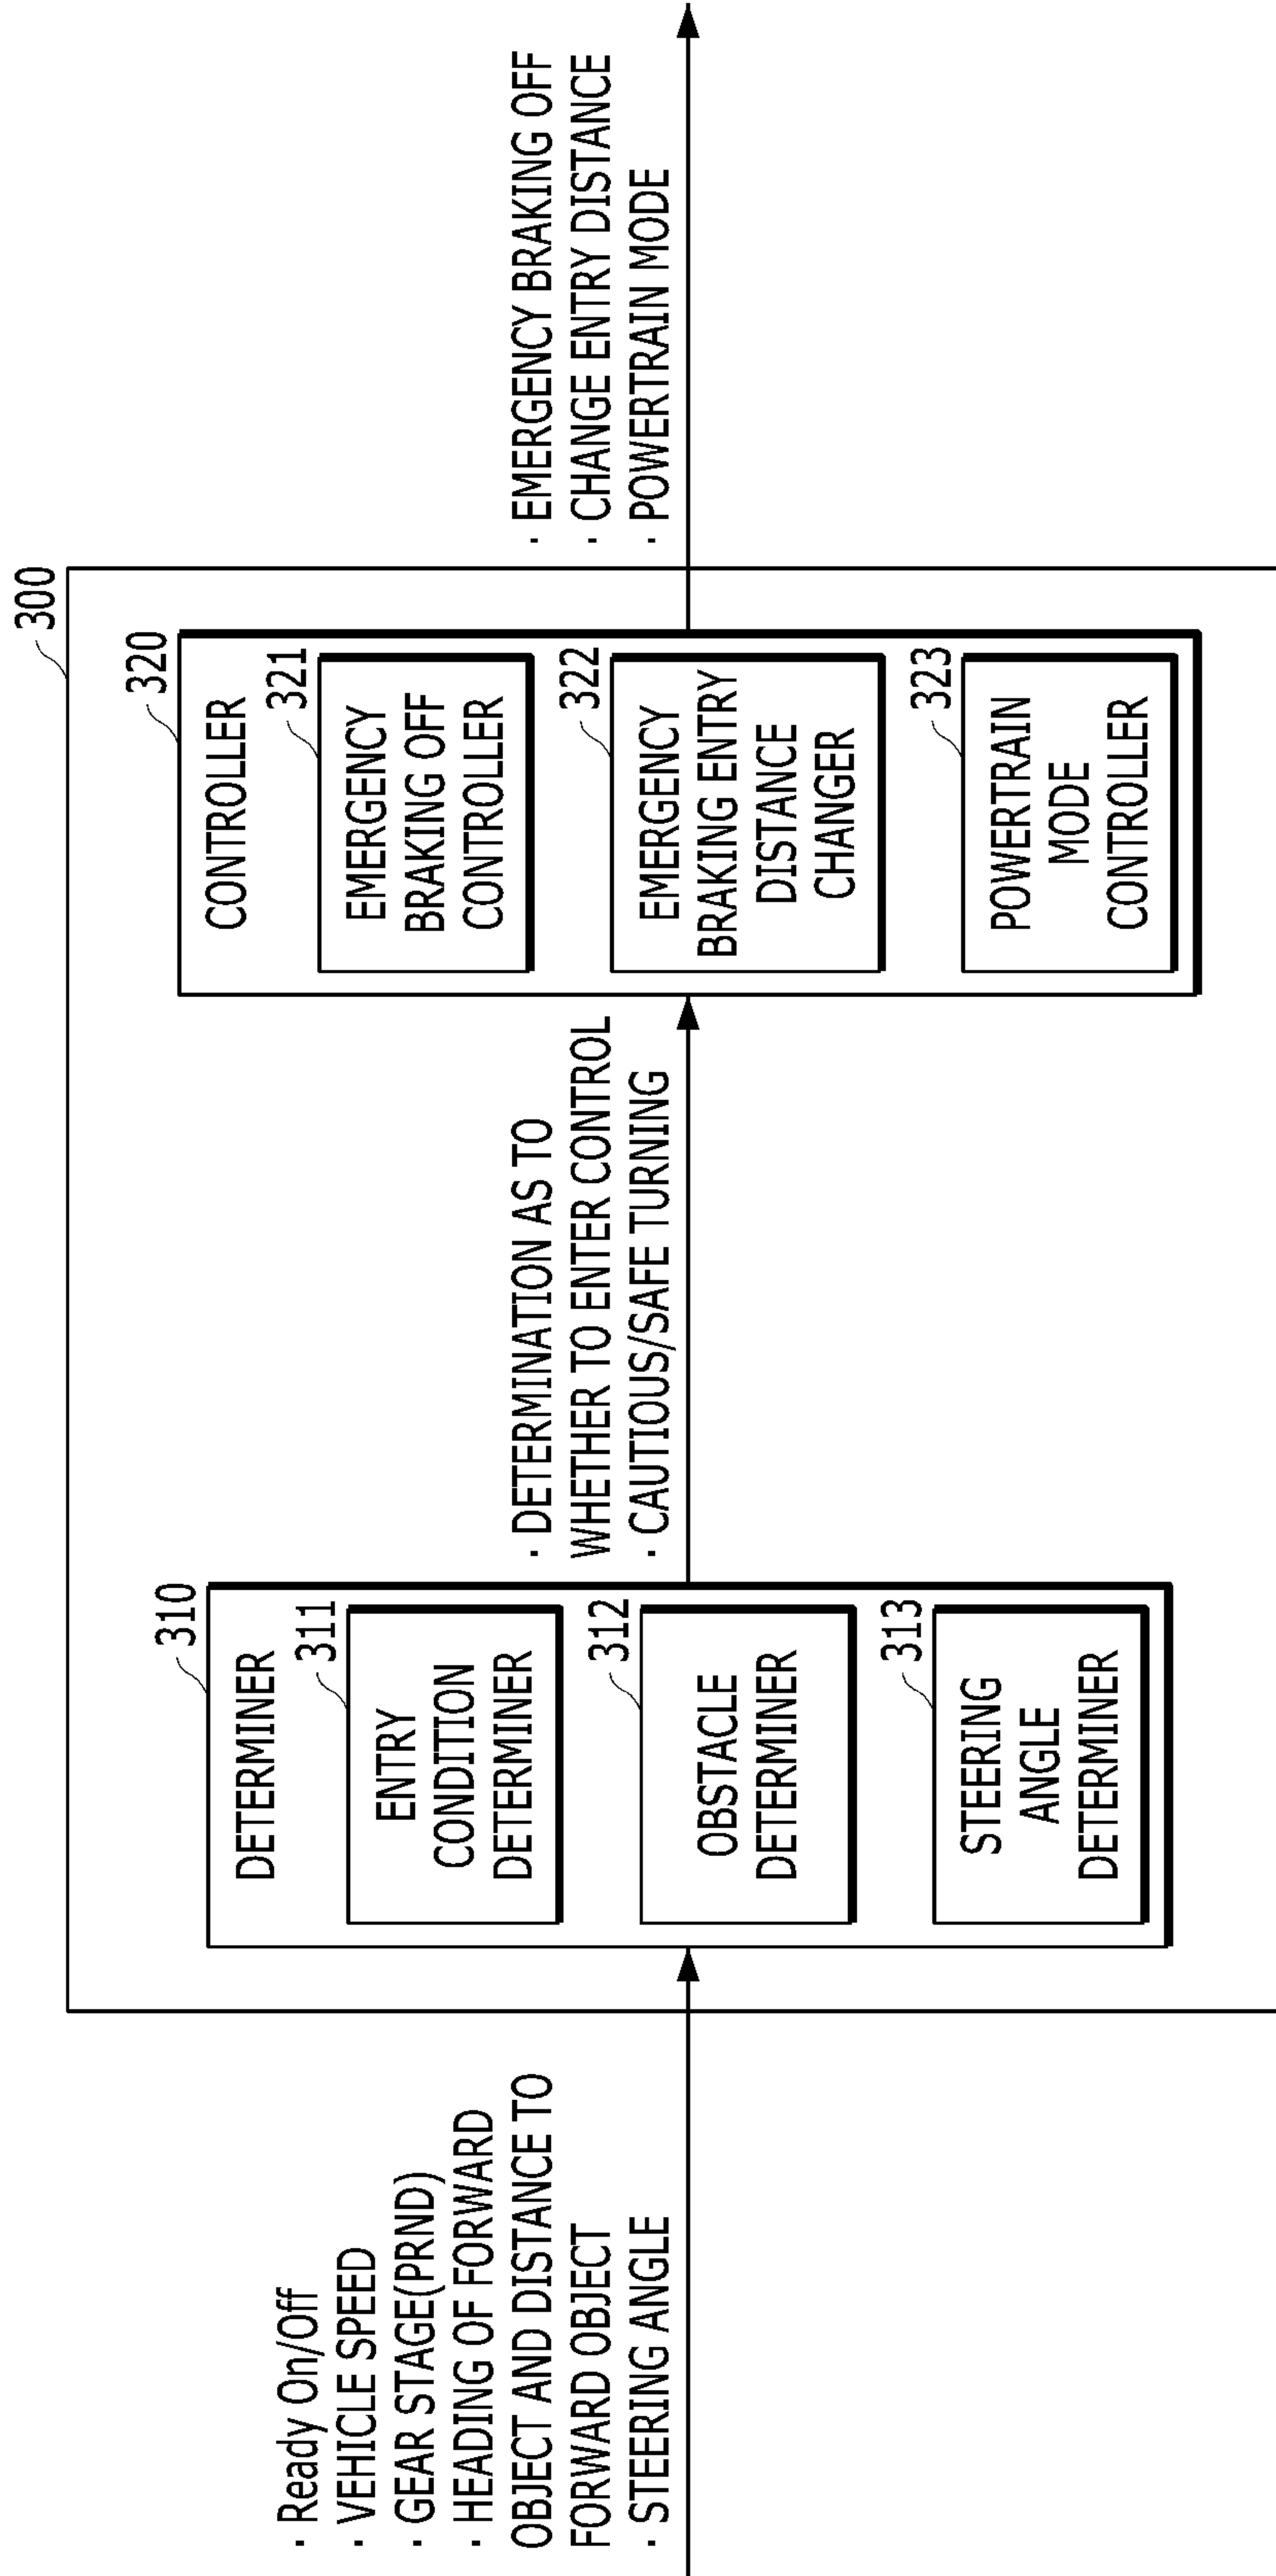 · Ready On/Off
· VEHICLE SPEED
· GEAR STAGE(PRND)
· HEADING OF FORWARD
OBJECT AND DISTANCE TO
FORWARD OBJECT
· STEERING ANGLE
300
310
DETERMINER
311
ENTRY
CONDITION
DETERMINER
312
OBSTACLE
DETERMINER
313
STEERING
ANGLE
DETERMINER
· DETERMINATION AS TO
WHETHER TO ENTER CONTROL
· CAUTIOUS/SAFE TURNING
320
CONTROLLER
321
EMERGENCY
BRAKING OFF
CONTROLLER
322
EMERGENCY
BRAKING ENTRY
DISTANCE
CHANGER
323
POWERTRAIN
MODE
CONTROLLER
· EMERGENCY BRAKING OFF
· CHANGE ENTRY DISTANCE
· POWERTRAIN MODE